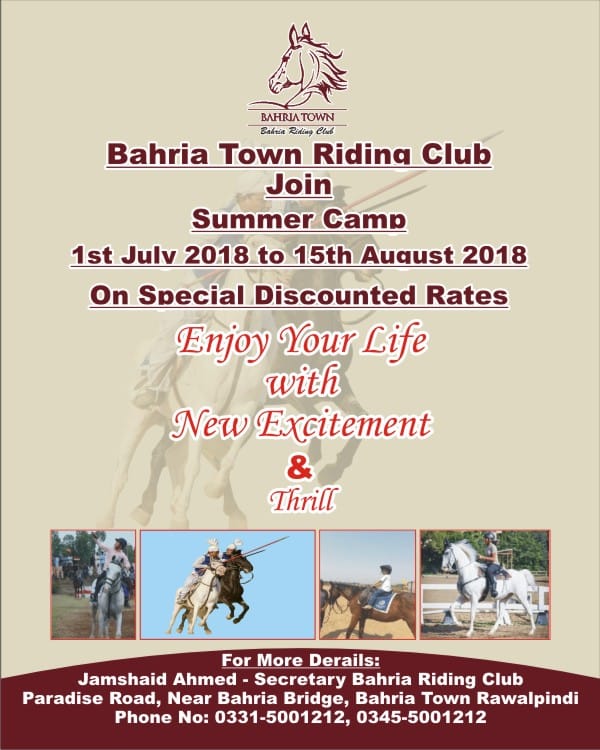 BAHRIA TOWN
Bahria Riding Club
Bahria Town Riding Club
Join
Summer Camp
1st July 2018 to 15th August 2018
On Special Discounted Rates
Enjoy Your Life
with
New Excitement
&
Thrill
For More Derails:
Jamshaid Ahmed - Secretary Bahria Riding Club
Paradise Road, Near Bahria Bridge, Bahria Town Rawalpindi
Phone No: 0331-5001212, 0345-5001212